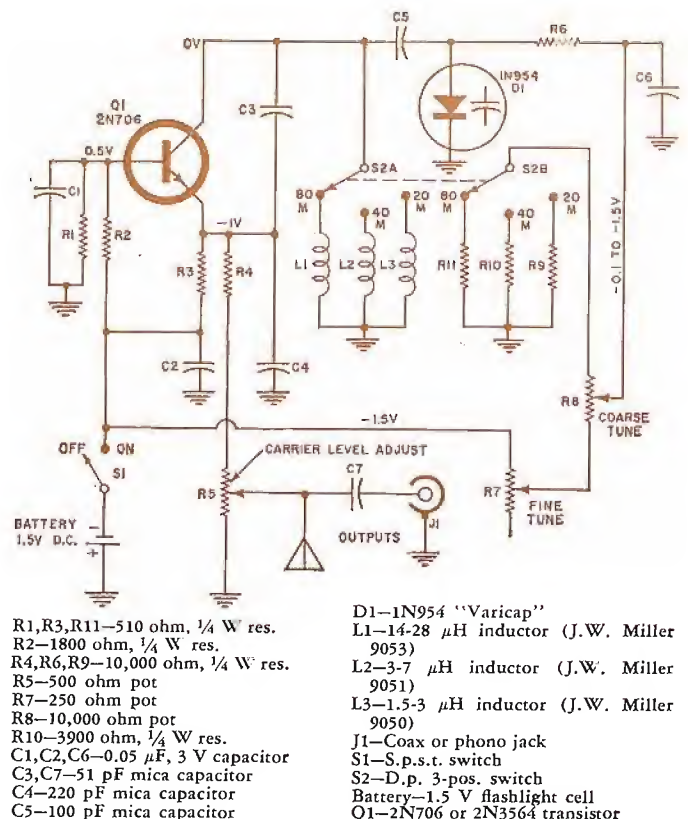 C5
R6
0V
1N954
D1
C6
Q1
2N706
C3
0.5V
S2A
S2B
80
M
20
M
80
M
20
M
40
M
40
M
C1
R1
R2
-1V
R3
R4
L1
L2
L3
R11
R10
R9
-0.1 TO -1.5V
C2
C4
R8
COARSE
TUNE
-1.5V
OFF
ON
S1
CARRIER LEVEL ADJUST
C7
R5
R7
FINE
TUNE
BATTERY
1.5V D.C.
-
+
OUTPUTS
J1
R1,R3,R11—510 ohm, ¼ W res.
R2—1800 ohm, ¼ W res.
R4,R6,R9—10,000 ohm, ¼ W res.
R5—500 ohm pot
R7—250 ohm pot
R8—10,000 ohm pot
R10—3900 ohm, ¼ W res.
C1,C2,C6—0.05 µF, 3 V capacitor
C3,C7—51 pF mica capacitor
C4—220 pF mica capacitor
C5—100 pF mica capacitor
D1—1N954 "Varicap"
L1—14-28 µH inductor (J.W. Miller
9053)
L2—3-7 µH inductor (J.W. Miller
9051)
L3—1.5-3 µH inductor (J.W. Miller
9050)
J1—Coax or phono jack
S1—S.p.s.t. switch
S2—D.p. 3-pos. switch
Battery—1.5 V flashlight cell
Q1—2N706 or 2N3564 transistor